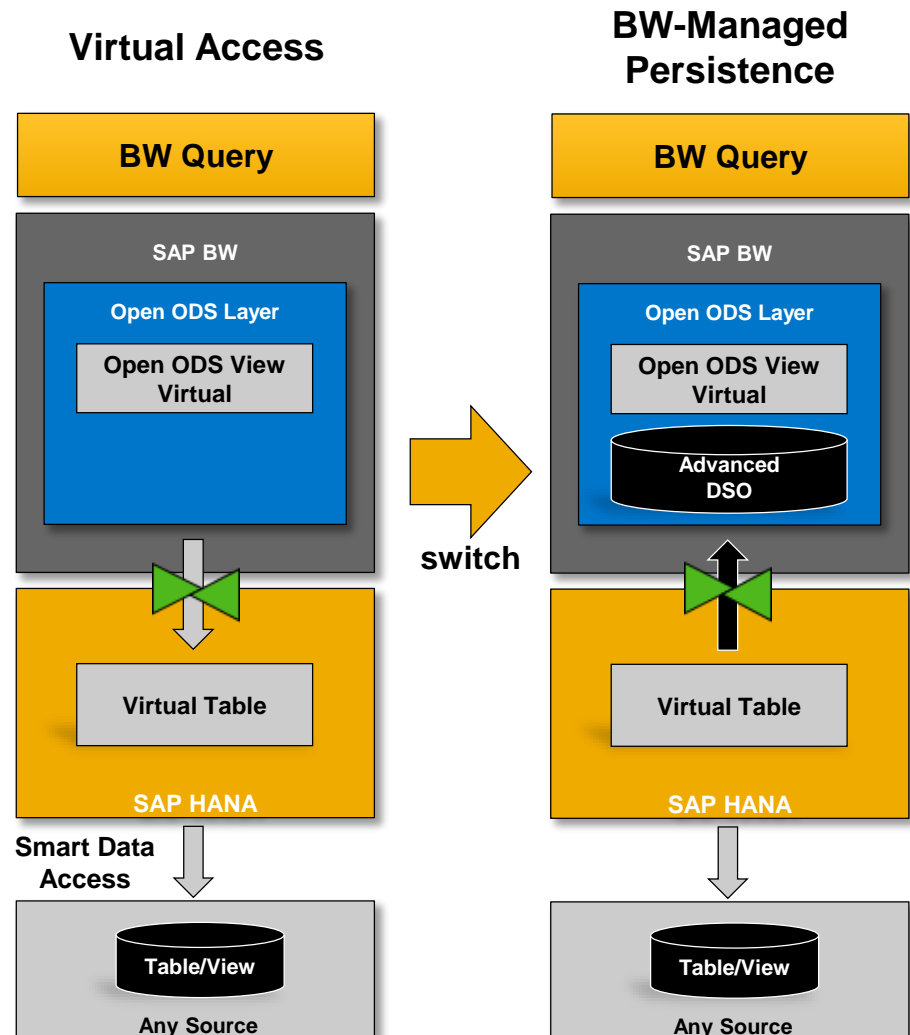 Virtual Access
BW Query
SAP BW
Open ODS Layer
Open ODS View
Virtual
Virtual Table
SAP HANA
Smart Data
Access
Table/View
Any Source
switch
BW-Managed
Persistence
BW Query
SAP BW
Open ODS Layer
Open ODS View
Virtual
Advanced
DSO
Virtual Table
SAP HANA
Table/View
Any Source